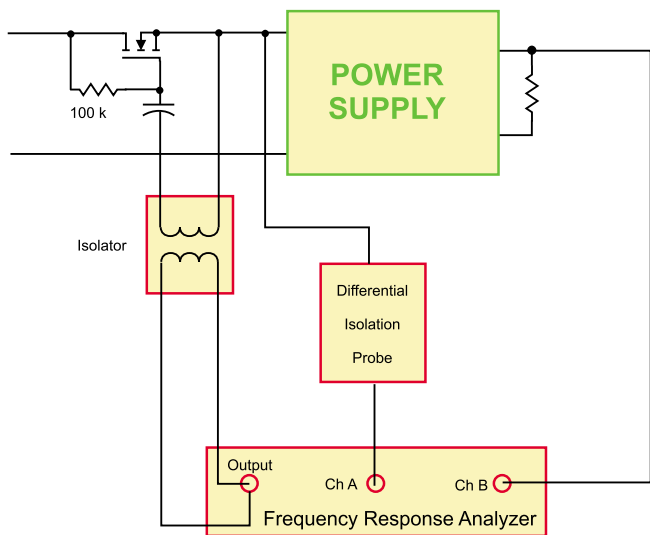 POWER
SUPPLY
100 k
Isolator
Differential
Isolation
Probe
Output
Ch A
Ch B
Frequency Response Analyzer